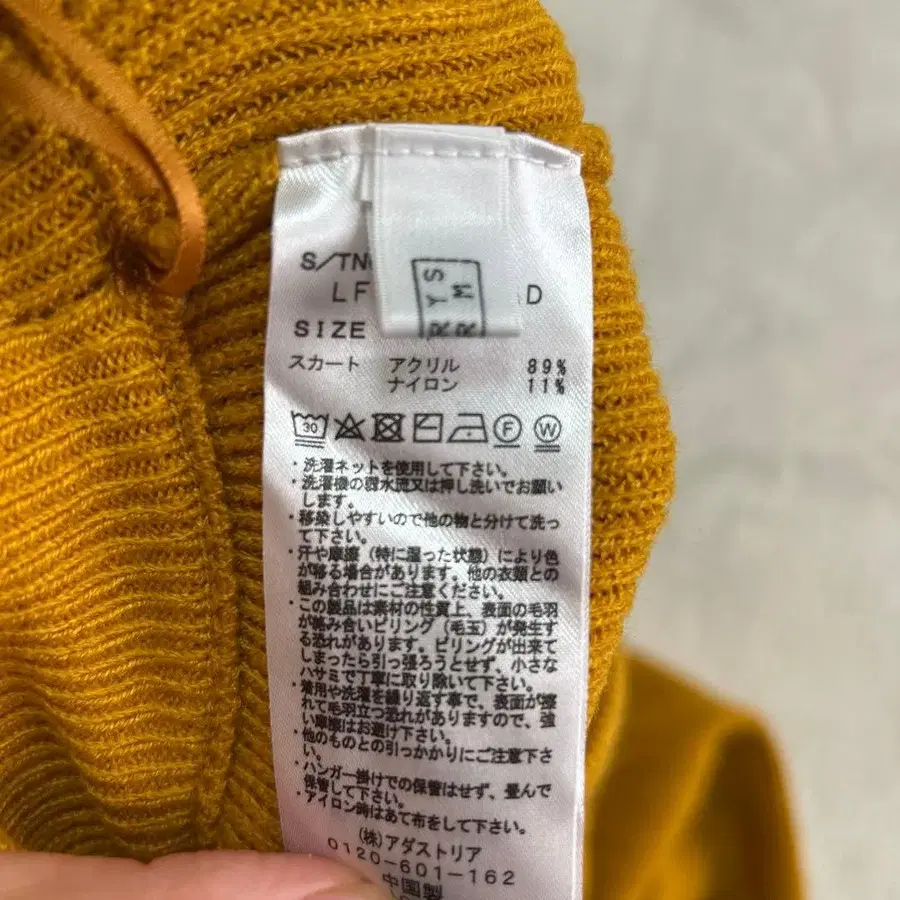 S/TN
LF D
SIZE
RYS
RM
スカート アクリル 89%
ナイロン 11%
30 F W
・洗濯ネットを使用して下さい。
・洗濯機の弱水流又は押し洗いでお願い
します。
・移染しやすいので他の物と分けて洗っ
て下さい。
・汗や摩擦（特に湿った状態）により色
が移る場合があります。他の衣類との
組み合わせにご注意ください。
・この製品は素材の性質上、表面の毛羽
が絡み合いピリング（毛玉）が発生す
る恐れがあります。ピリングが出来て
しまったら引っ張ろうとせず、小さな
ハサミで丁寧に取り除いて下さい。
・着用や洗濯を繰り返す事で、表面が擦
れて毛羽立つ恐れがありますので、強
い摩擦はお避け下さい。
・他のものとの引っかかりにご注意下さ
い。
・ハンガー掛けでの保管はせず、畳んで
保管して下さい。
・アイロン時はあて布をして下さい。
(株)アダストリア
0120-601-162
中国製